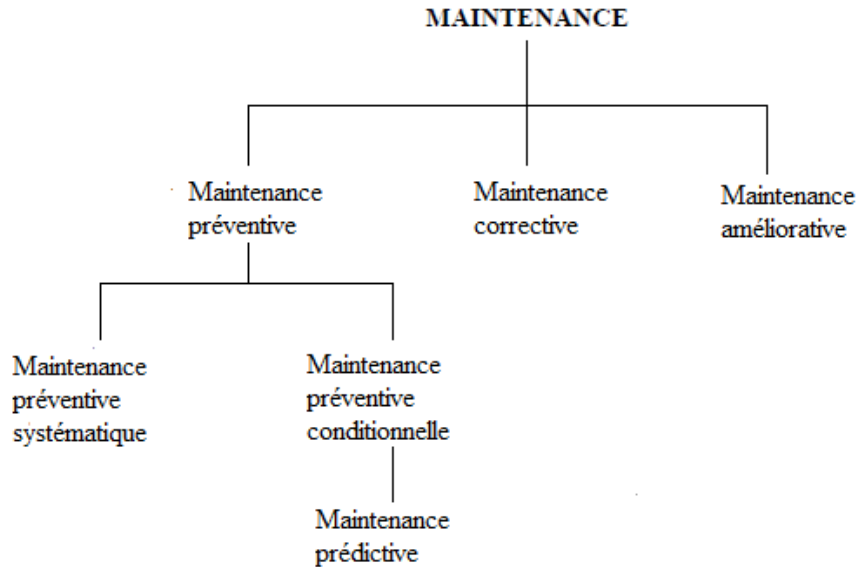 MAINTENANCE
Maintenance
préventive
Maintenance
corrective
Maintenance
améliorative
Maintenance
préventive
systématique
Maintenance
préventive
conditionnelle
Maintenance
prédictive